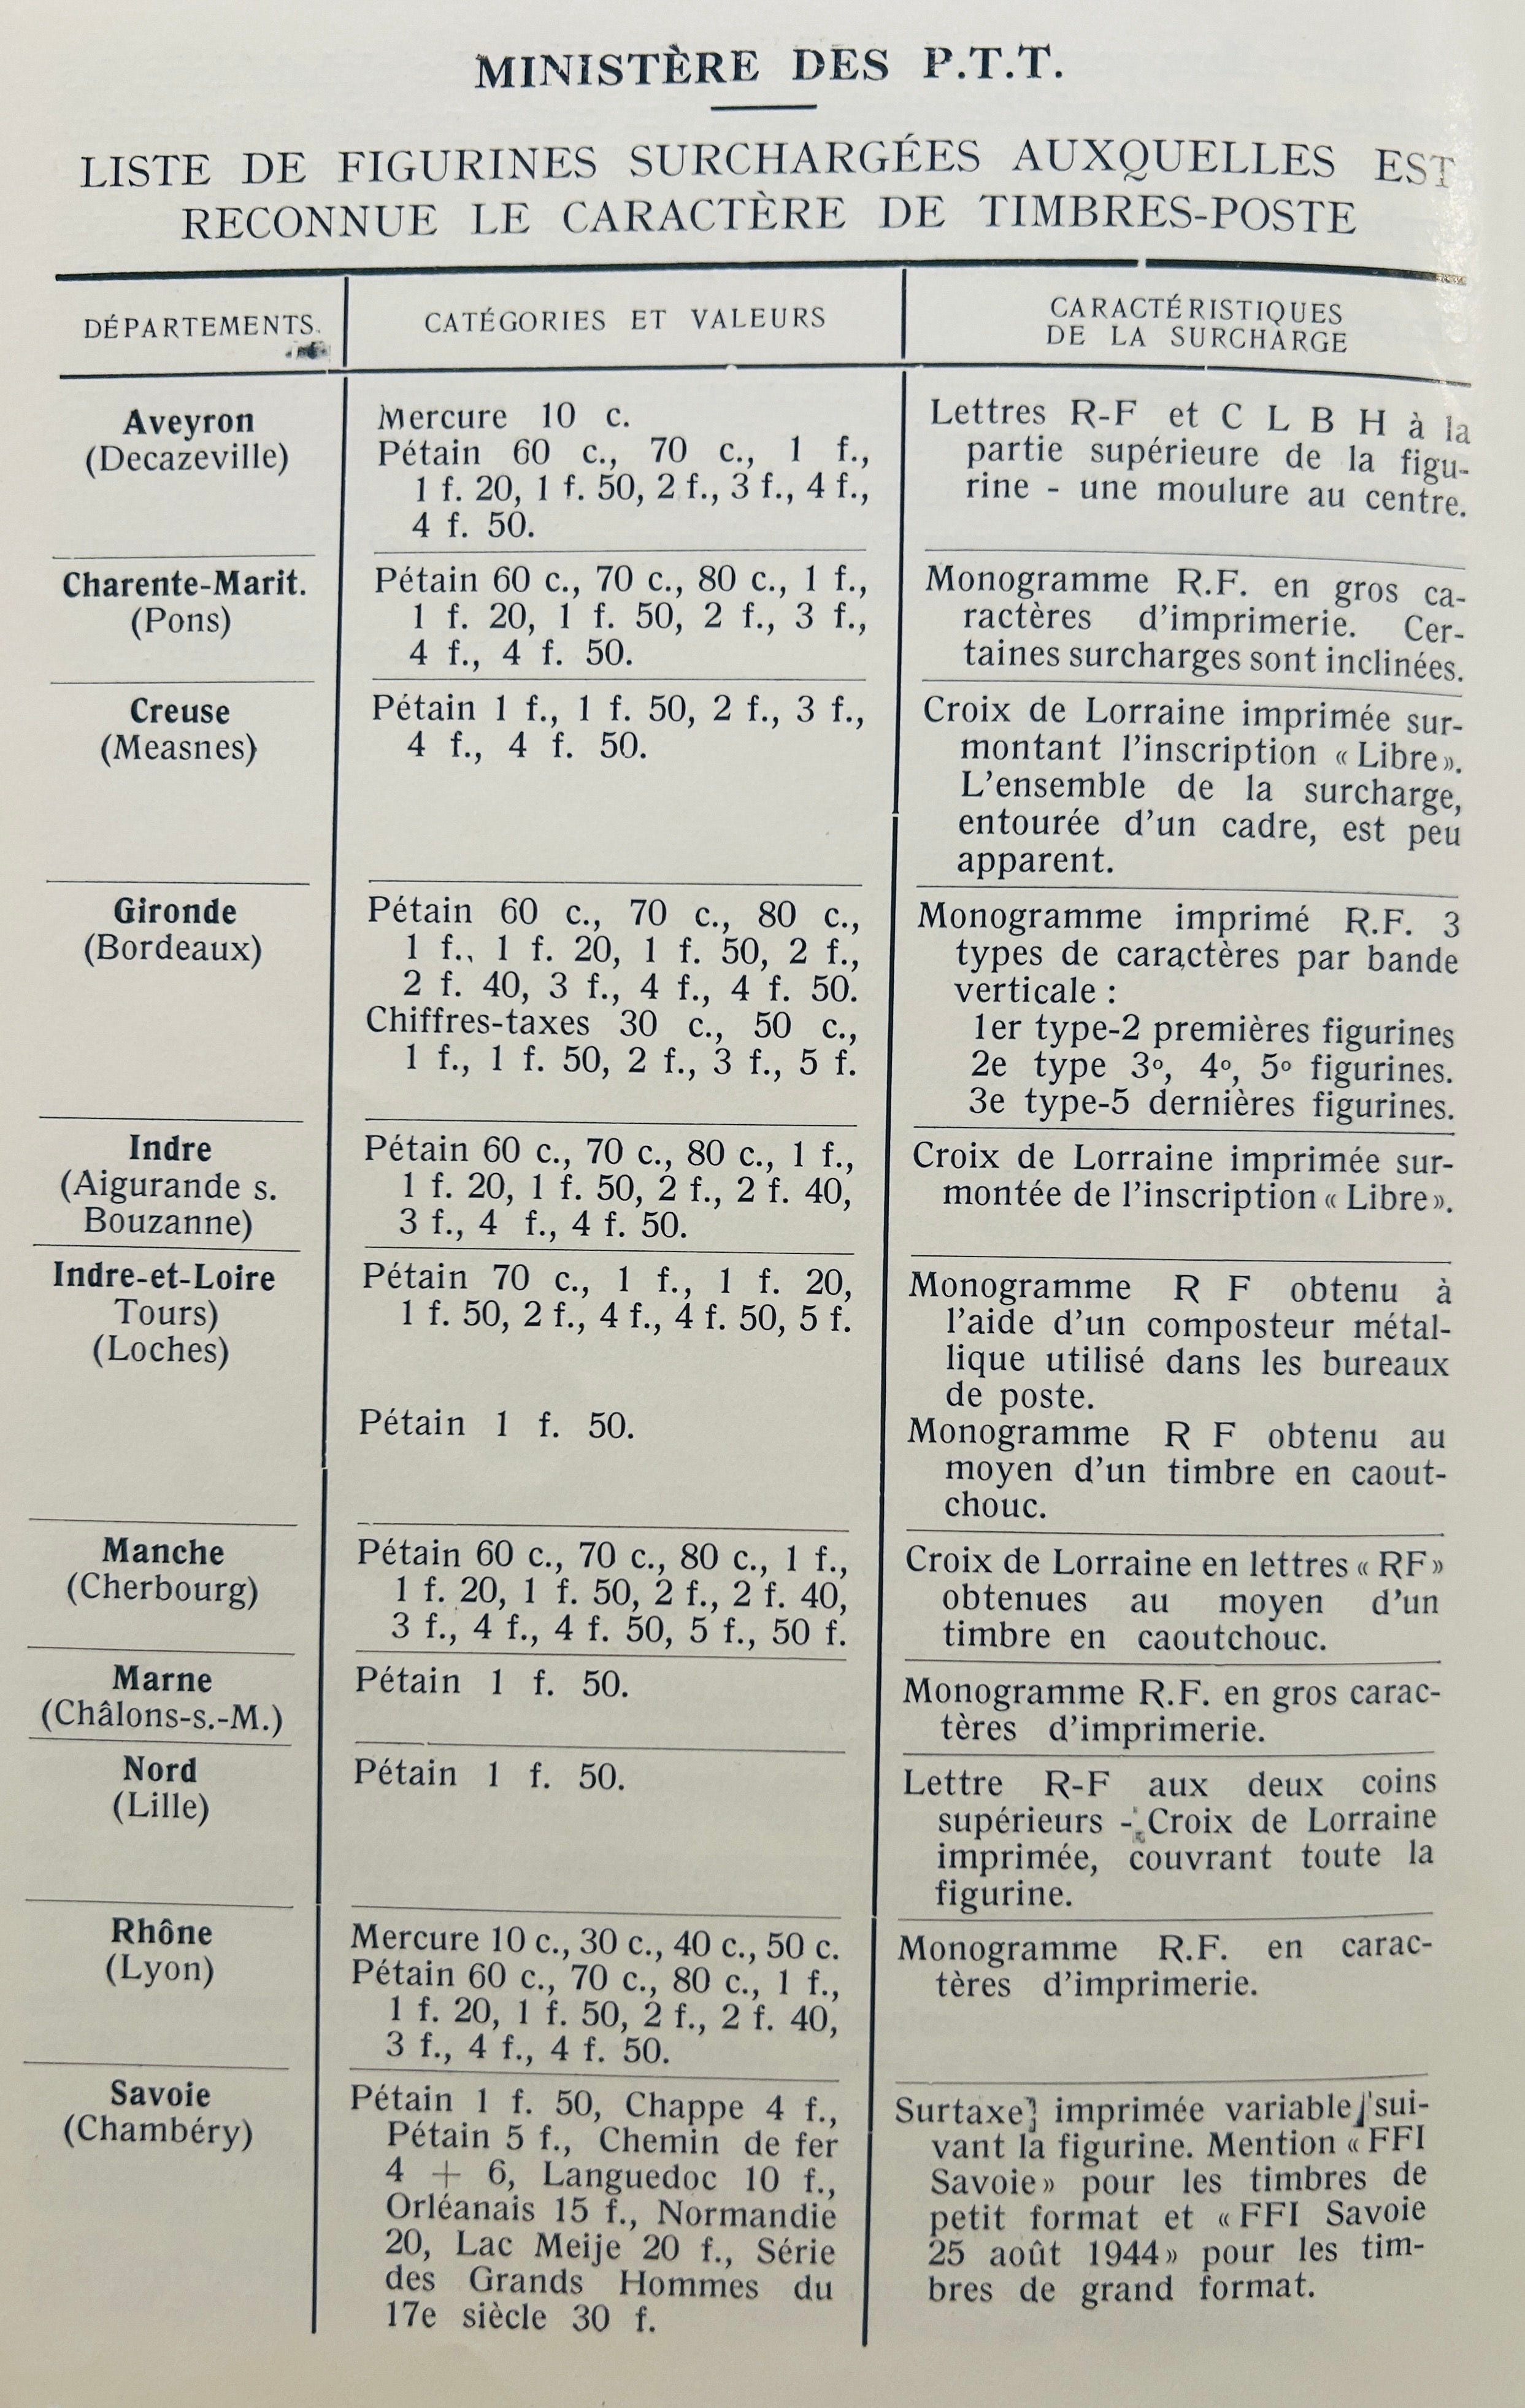 MINISTÈRE DES P.T.T.
LISTE DE FIGURINES SURCHARGÉES AUXQUELLES EST
RECONNUE LE CARACTÈRE DE TIMBRES-POSTE
DÉPARTEMENTS.
CATÉGORIES ET VALEURS
CARACTÉRISTIQUES
DE LA SURCHARGE
Aveyron
(Decazeville)
Mercure 10 c.
Pétain 60 c., 70 c., 1 f.,
1 f. 20, 1 f. 50, 2 f., 3 f., 4 f.,
4 f. 50.
Lettres R-F et C L B H à la
partie supérieure de la figu-
rine - une moulure au centre.
Charente-Marit.
(Pons)
Pétain 60 c., 70 c., 80 c., 1 f.,
1 f. 20, 1 f. 50, 2 f., 3 f.,
4 f., 4 f. 50.
Monogramme R.F. en gros ca-
ractères d'imprimerie. Cer-
taines surcharges sont inclinées.
Creuse
(Measnes)
Pétain 1 f., 1 f. 50, 2 f., 3 f.,
4 f., 4 f. 50.
Croix de Lorraine imprimée sur-
montant l'inscription « Libre ».
L'ensemble de la surcharge,
entourée d'un cadre, est peu
apparent.
Gironde
(Bordeaux)
Pétain 60 c., 70 c., 80 c.,
1 f., 1 f. 20, 1 f. 50, 2 f.,
2 f. 40, 3 f., 4 f., 4 f. 50.
Chiffres-taxes 30 c., 50 c.,
1 f., 1 f. 50, 2 f., 3 f., 5 f.
Monogramme imprimé R.F. 3
types de caractères par bande
verticale :
1er type-2 premières figurines
2e type 3º, 4º, 5º figurines.
3e type-5 dernières figurines.
Indre
(Aigurande s.
Bouzanne)
Pétain 60 c., 70 c., 80 c., 1 f.,
1 f. 20, 1 f. 50, 2 f., 2 f. 40,
3 f., 4 f., 4 f. 50.
Croix de Lorraine imprimée sur-
montée de l'inscription « Libre ».
Indre-et-Loire
Tours)
(Loches)
Pétain 70 c., 1 f., 1 f. 20,
1 f. 50, 2 f., 4 f., 4 f. 50, 5 f.
Pétain 1 f. 50.
Monogramme R F obtenu à
l'aide d'un composteur métal-
lique utilisé dans les bureaux
de poste.
Monogramme R F obtenu au
moyen d'un timbre en caout-
chouc.
Manche
(Cherbourg)
Pétain 60 c., 70 c., 80 c., 1 f.,
1 f. 20, 1 f. 50, 2 f., 2 f. 40,
3 f., 4 f., 4 f. 50, 5 f., 50 f.
Croix de Lorraine en lettres « RF »
obtenues au moyen d'un
timbre en caoutchouc.
Marne
(Châlons-s.-M.)
Pétain 1 f. 50.
Monogramme R.F. en gros carac-
tères d'imprimerie.
Nord
(Lille)
Pétain 1 f. 50.
Lettre R-F aux deux coins
supérieurs - Croix de Lorraine
imprimée, couvrant toute la
figurine.
Rhône
(Lyon)
Mercure 10 c., 30 c., 40 c., 50 c.
Pétain 60 c., 70 c., 80 c., 1 f.,
1 f. 20, 1 f. 50, 2 f., 2 f. 40,
3 f., 4 f., 4 f. 50.
Monogramme R.F. en carac-
tères d'imprimerie.
Savoie
(Chambéry)
Pétain 1 f. 50, Chappe 4 f.,
Pétain 5 f., Chemin de fer
4 + 6, Languedoc 10 f.,
Orléanais 15 f., Normandie
20, Lac Meije 20 f., Série
des Grands Hommes du
17e siècle 30 f.
Surtaxe imprimée variable sui-
vant la figurine. Mention « FFI
Savoie » pour les timbres de
petit format et « FFI Savoie
25 août 1944 » pour les tim-
bres de grand format.